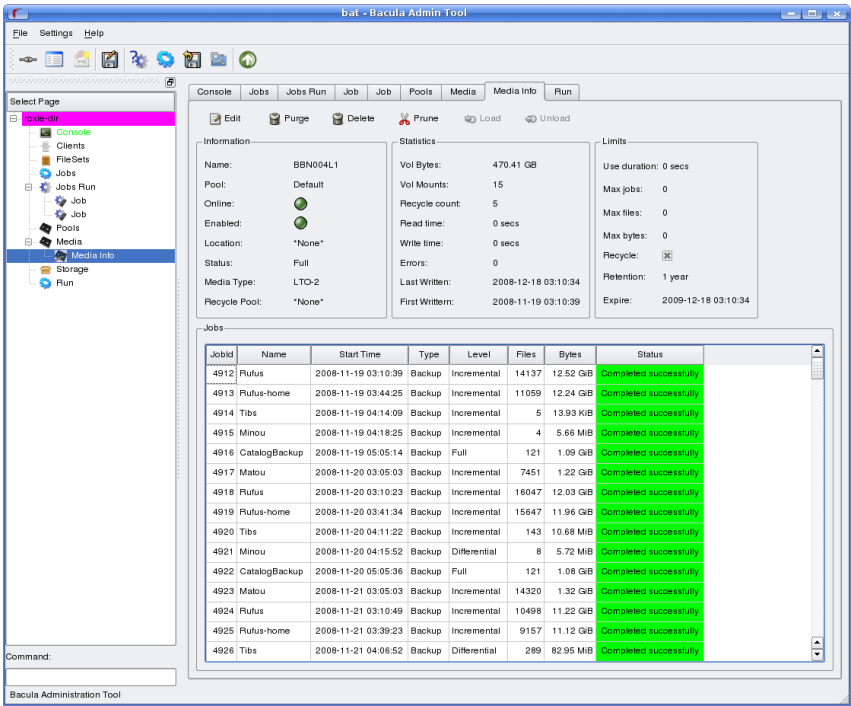 bat - Bacula Admin Tool
File Settings Help
Select Page
roxie-dir
Console
Clients
FileSets
Jobs
Jobs Run
Job
Job
Pools
Media
Media Info
Storage
Run
Command:
Bacula Administration Tool
Console Jobs Jobs Run Job Job Pools Media Media Info Run
Edit Purge Delete Prune Load Unload
Information
Name: BBN004L1
Pool: Default
Online:
Enabled:
Location: *None*
Status: Full
Media Type: LTO-2
Recycle Pool: *None*
Statistics
Vol Bytes: 470.41 GB
Vol Mounts: 15
Recycle count: 5
Read time: 0 secs
Write time: 0 secs
Errors: 0
Last Written: 2008-12-18 03:10:34
First Writtern: 2008-11-19 03:10:39
Limits
Use duration: 0 secs
Max jobs: 0
Max files: 0
Max bytes: 0
Recycle:
Retention: 1 year
Expire: 2009-12-18 03:10:34
Jobs
JobId Name Start Time Type Level Files Bytes Status
4912 Rufus 2008-11-19 03:10:39 Backup Incremental 14137 12.52 GiB Completed successfully
4913 Rufus-home 2008-11-19 03:44:25 Backup Incremental 11059 12.24 GiB Completed successfully
4914 Tibs 2008-11-19 04:14:09 Backup Incremental 5 13.93 KiB Completed successfully
4915 Minou 2008-11-19 04:18:25 Backup Incremental 4 5.66 MiB Completed successfully
4916 CatalogBackup 2008-11-19 05:05:14 Backup Full 121 1.09 GiB Completed successfully
4917 Matou 2008-11-20 03:05:03 Backup Incremental 7451 1.22 GiB Completed successfully
4918 Rufus 2008-11-20 03:10:23 Backup Incremental 16047 12.03 GiB Completed successfully
4919 Rufus-home 2008-11-20 03:41:34 Backup Incremental 15647 11.96 GiB Completed successfully
4920 Tibs 2008-11-20 04:11:22 Backup Incremental 143 10.68 MiB Completed successfully
4921 Minou 2008-11-20 04:15:52 Backup Differential 8 5.72 MiB Completed successfully
4922 CatalogBackup 2008-11-20 05:05:36 Backup Full 121 1.08 GiB Completed successfully
4923 Matou 2008-11-21 03:05:03 Backup Incremental 14320 1.32 GiB Completed successfully
4924 Rufus 2008-11-21 03:10:49 Backup Incremental 10498 11.22 GiB Completed successfully
4925 Rufus-home 2008-11-21 03:39:23 Backup Incremental 9157 11.12 GiB Completed successfully
4926 Tibs 2008-11-21 04:06:52 Backup Differential 289 82.95 MiB Completed successfully